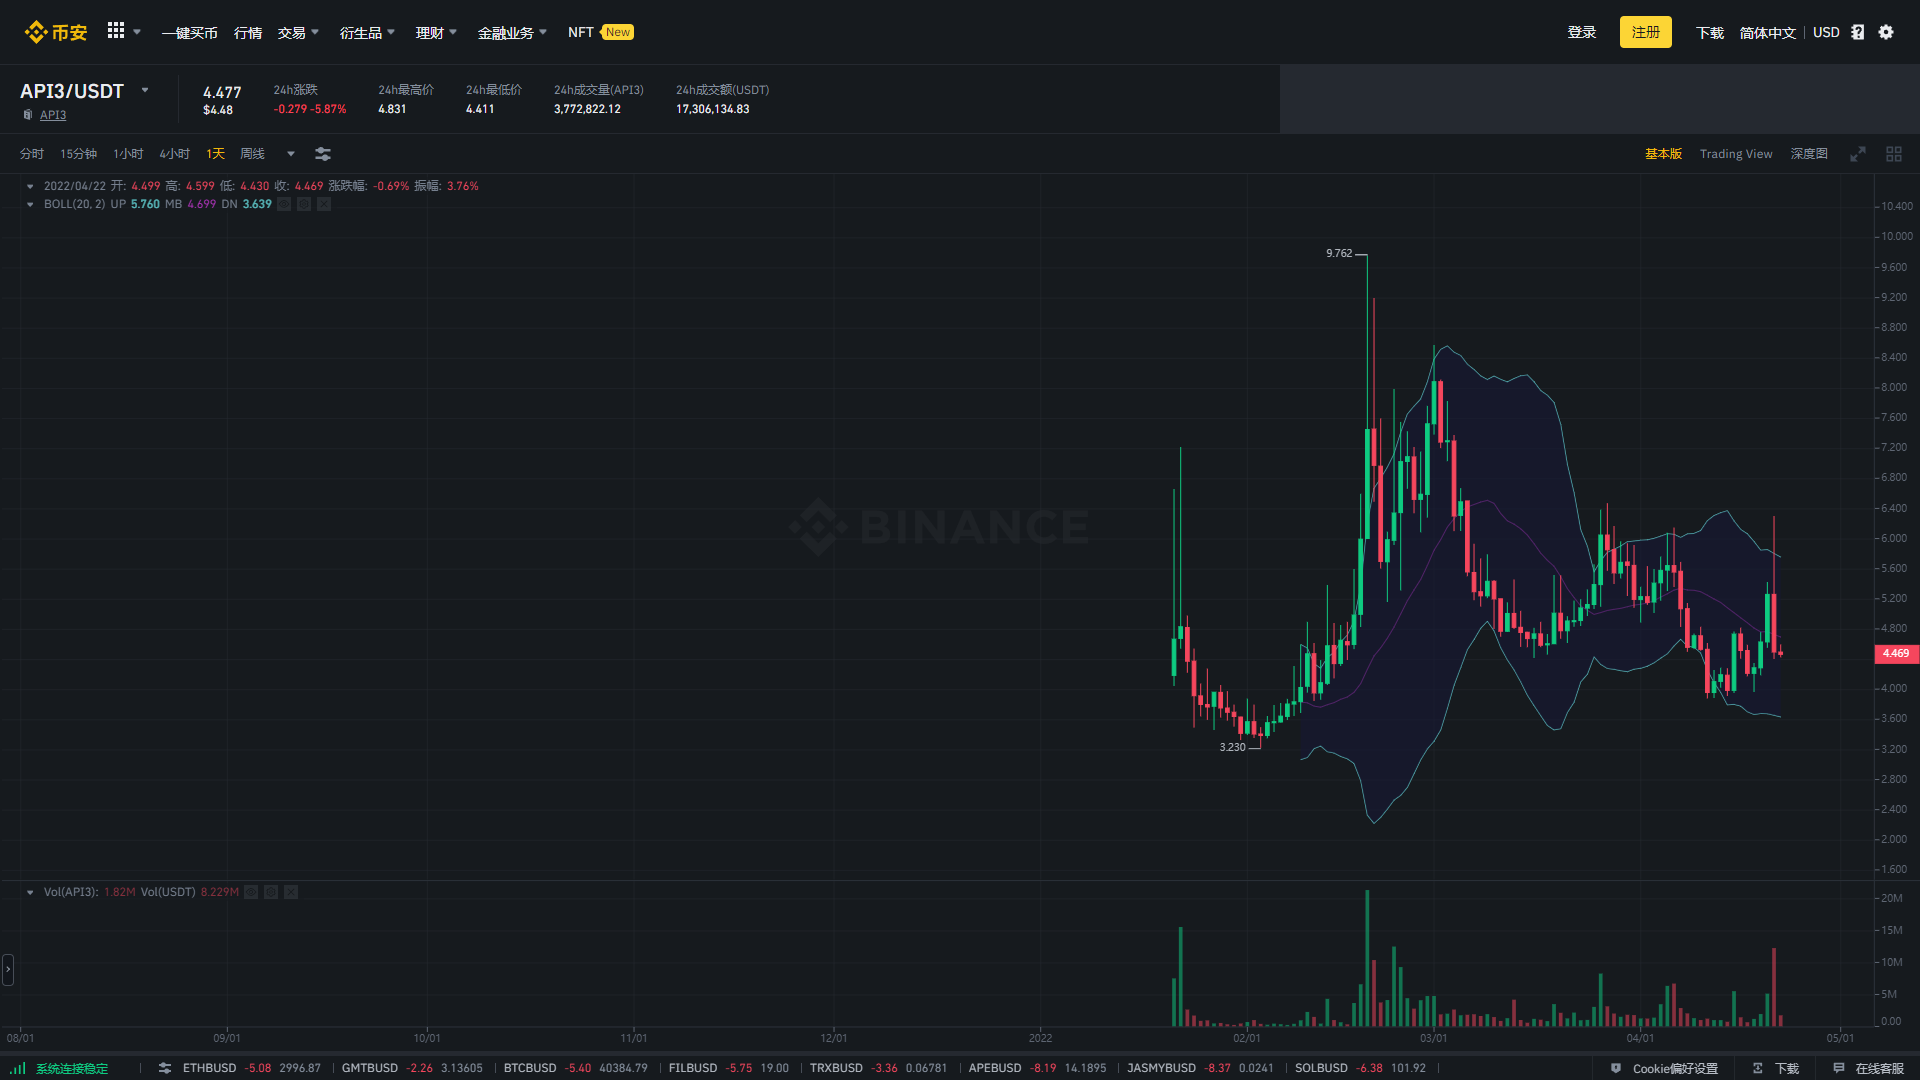 币安 一键买币 行情 交易 衍生品 理财 金融业务 NFT New 登录 注册 下载 简体中文 USD
API3/USDT
API3
4.477
$4.48
24h涨跌
-0.279 -5.87%
24h最高价
4.831
24h最低价
4.411
24h成交量(API3)
3,772,822.12
24h成交额(USDT)
17,306,134.83
分时 15分钟 1小时 4小时 1天 周线 基本版 Trading View 深度图
2022/04/22 开: 4.499 高: 4.599 低: 4.430 收: 4.469 涨跌幅: -0.69% 振幅: 3.76%
BOLL(20, 2) UP 5.760 MB 4.699 DN 3.639
10.400
10.000
9.762
9.600
9.200
8.800
8.400
8.000
7.600
7.200
6.800
6.400
BINANCE
6.000
5.600
5.200
4.800
4.469
4.000
3.600
3.230
3.200
2.800
2.400
2.000
1.600
Vol(API3): 1.82M Vol(USDT) 8.229M
20M
15M
10M
5M
0.00
08/01 09/01 10/01 11/01 12/01 2022 02/01 03/01 04/01 05/01
系统连接稳定 ETHBUSD -5.08 2996.87 GMTBUSD -2.26 3.13605 BTCBUSD -5.40 40384.79 FILBUSD -5.75 19.00 TRXBUSD -3.36 0.06781 APEBUSD -8.19 14.1895 JASMYBUSD -8.37 0.0241 SOLBUSD -6.38 101.92 Cookie偏好设置 下载 在线客服